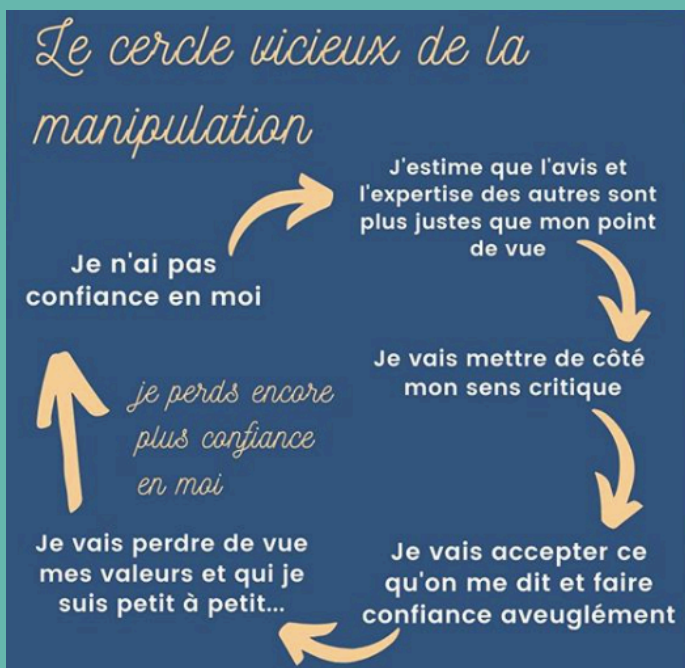 Le cercle vicieux de la
manipulation
J'estime que l'avis et
l'expertise des autres sont
plus justes que mon point
de vue
Je n'ai pas
confiance en moi
Je vais mettre de côté
mon sens critique
je perds encore
plus confiance
en moi
Je vais accepter ce
qu'on me dit et faire
confiance aveuglément
Je vais perdre de vue
mes valeurs et qui je
suis petit à petit...